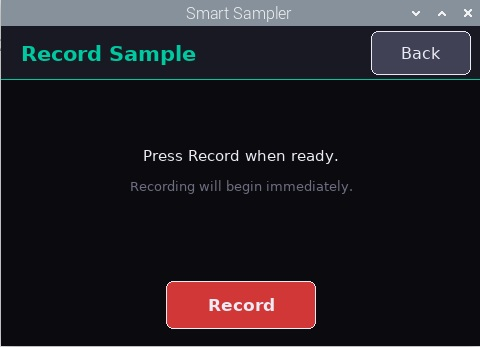 Smart Sampler
Record Sample
Back
Press Record when ready.
Recording will begin immediately.
Record